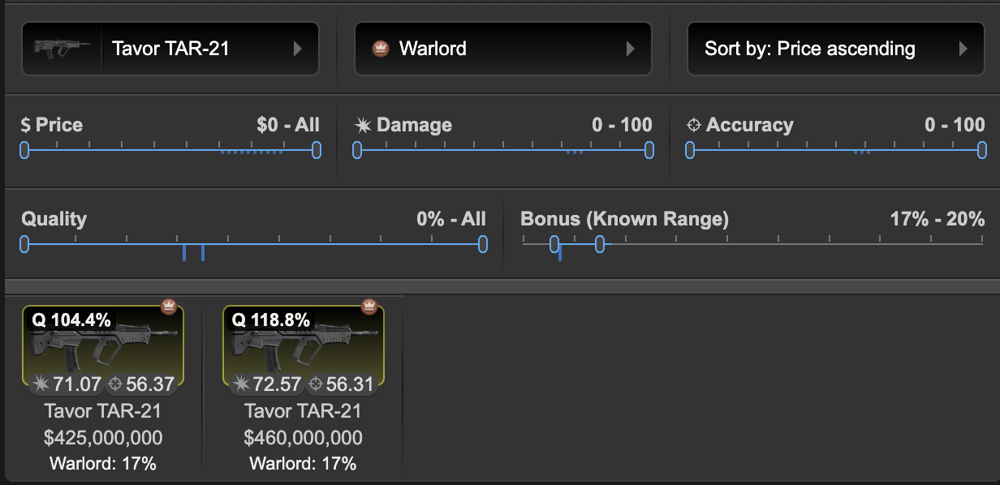 Tavor TAR-21
Warlord
Sort by: Price ascending
$ Price $0 - All
Damage 0 - 100
Accuracy 0 - 100
Quality 0% - All
Bonus (Known Range) 17% - 20%
Q 104.4%
71.07 56.37
Tavor TAR-21
$425,000,000
Warlord: 17%
Q 118.8%
72.57 56.31
Tavor TAR-21
$460,000,000
Warlord: 17%